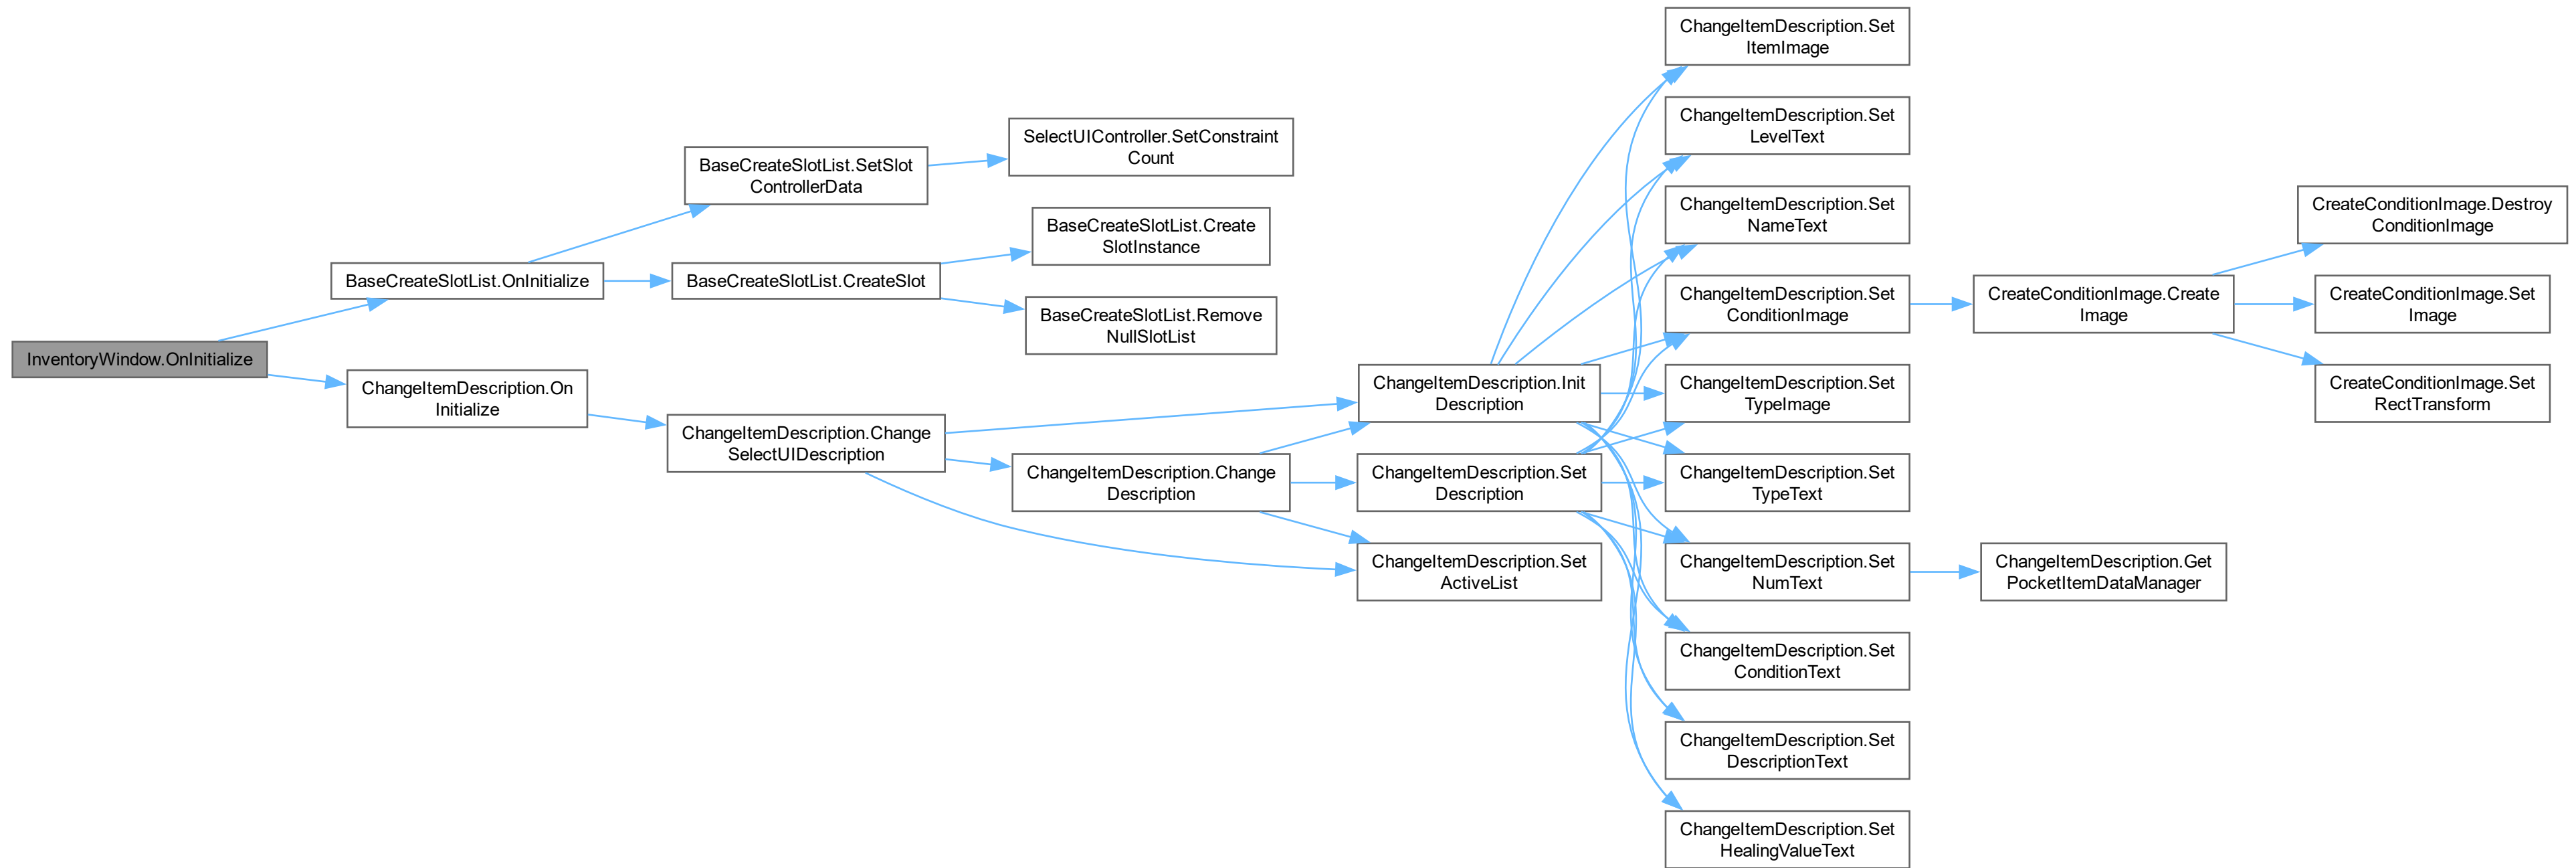 InventoryWindow.OnInitialize
BaseCreateSlotList.OnInitialize
ChangeItemDescription.On
Initialize
BaseCreateSlotList.SetSlot
ControllerData
BaseCreateSlotList.CreateSlot
ChangeItemDescription.Change
SelectUIDescription
SelectUIController.SetConstraint
Count
BaseCreateSlotList.Create
SlotInstance
BaseCreateSlotList.Remove
NullSlotList
ChangeItemDescription.Change
Description
ChangeItemDescription.Init
Description
ChangeItemDescription.Set
Description
ChangeItemDescription.Set
ActiveList
ChangeItemDescription.Set
ItemImage
ChangeItemDescription.Set
LevelText
ChangeItemDescription.Set
NameText
ChangeItemDescription.Set
ConditionImage
ChangeItemDescription.Set
TypeImage
ChangeItemDescription.Set
TypeText
ChangeItemDescription.Set
NumText
ChangeItemDescription.Set
ConditionText
ChangeItemDescription.Set
DescriptionText
ChangeItemDescription.Set
HealingValueText
CreateConditionImage.Create
Image
ChangeItemDescription.Get
PocketItemDataManager
CreateConditionImage.Destroy
ConditionImage
CreateConditionImage.Set
Image
CreateConditionImage.Set
RectTransform